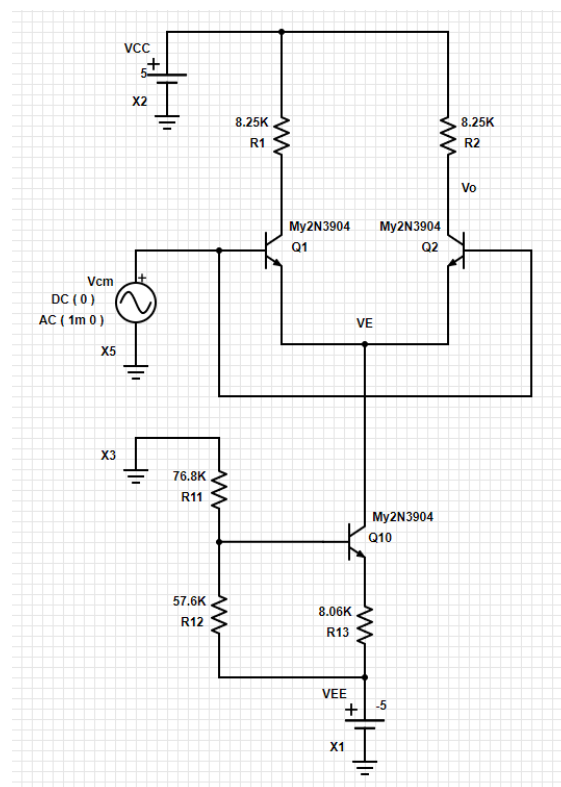 VCC
+
5
X2
8.25K
R1
8.25K
R2
Vo
My2N3904
Q1
My2N3904
Q2
Vcm
+
DC ( 0 )
AC ( 1m 0 )
X5
VE
X3
76.8K
R11
My2N3904
Q10
57.6K
R12
8.06K
R13
VEE
+
-5
X1